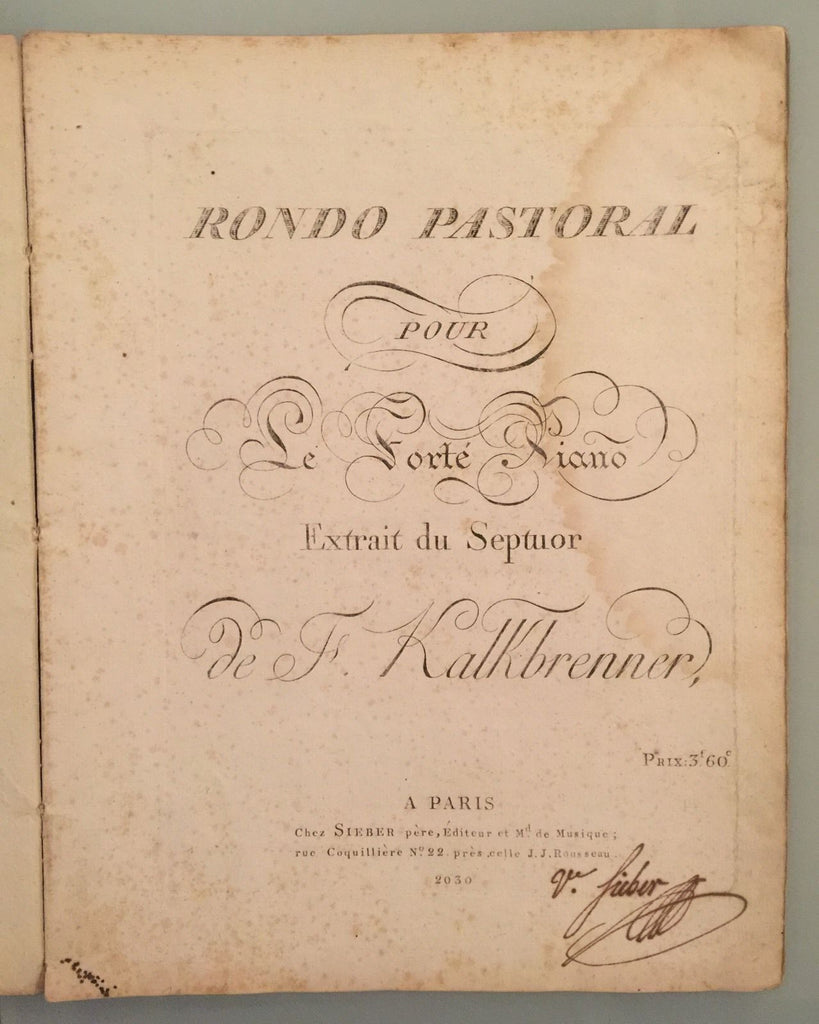 RONDO PASTORAL
POUR
Le Forté Piano
Extrait du Septuor
de F. Kalkbrenner,
PRIX: 3f 60c
A PARIS
Chez SIEBER père, Éditeur et Md de Musique;
rue Coquillière No 22. près celle J.J. Rousseau.
2030
Ve Sieber